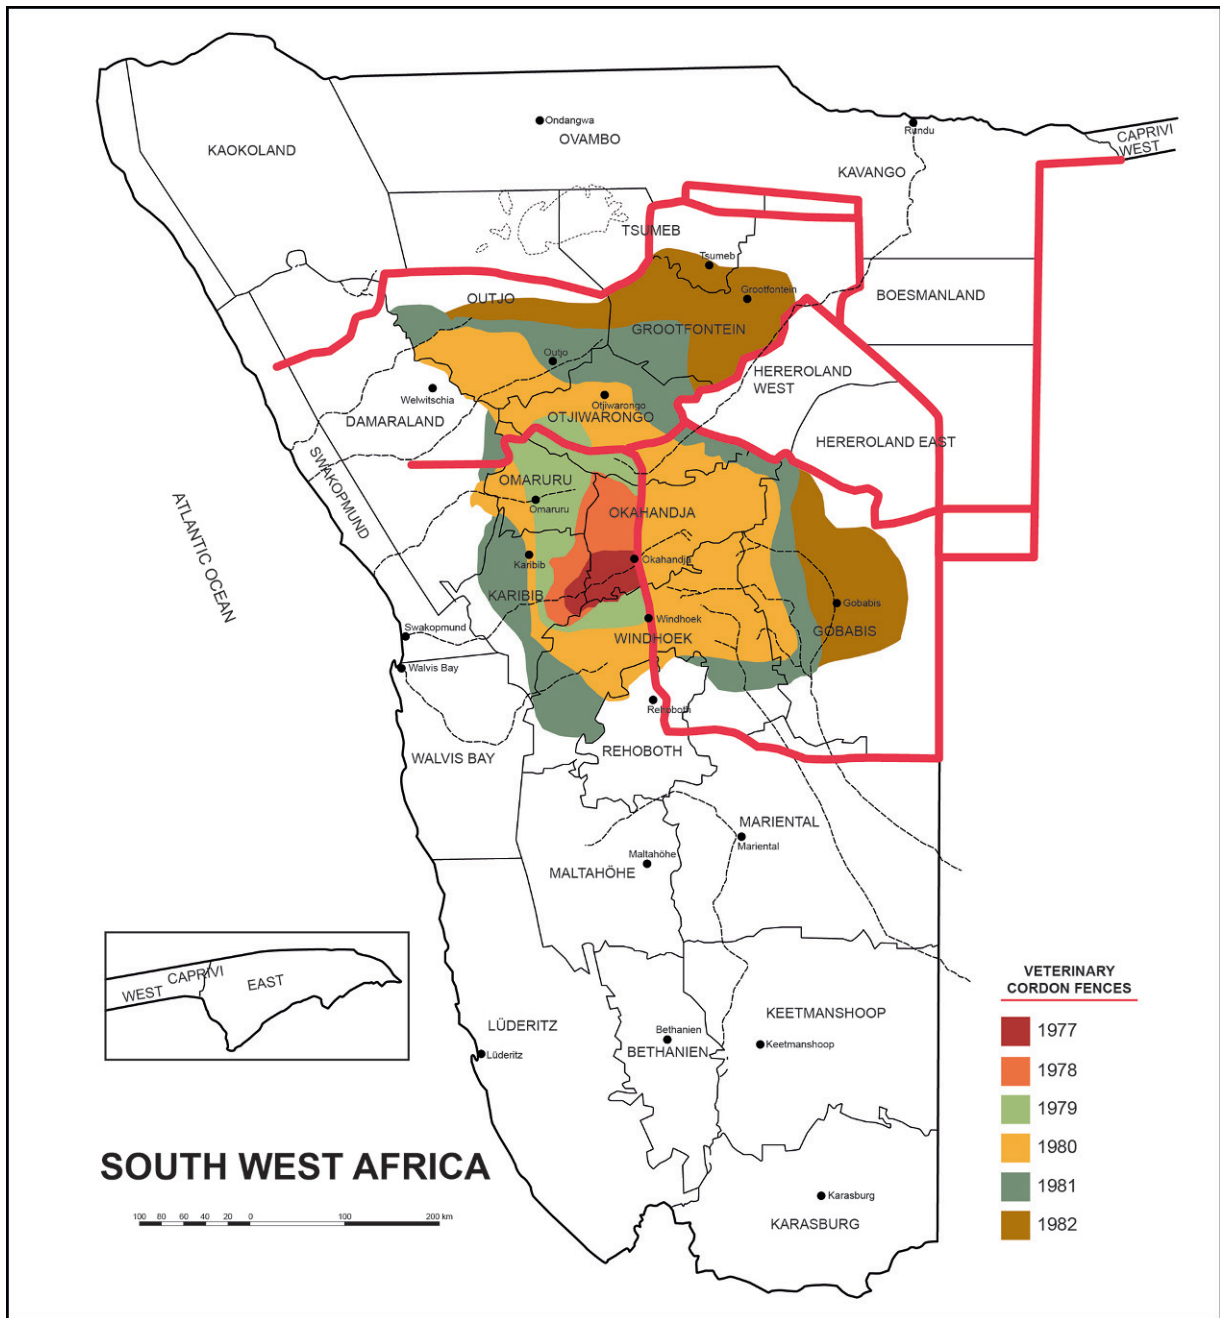 Ondangwa
OVAMBO
Rundu
CAPRIVI
WEST
KAOKOLAND
KAVANGO
TSUMEB
Tsumeb
Grootfontein
BOESMANLAND
OUTJO
GROOTFONTEIN
Outjo
HEREROLAND
WEST
Welwitschia
Otjiwarongo
OTJIWARONGO
DAMARALAND
HEREROLAND EAST
SWAKOPMUND
OMARURU
Omaruru
OKAHANDJA
ATLANTIC OCEAN
Karibib
Okahandja
KARIBIB
Gobabis
Windhoek
GOBABIS
Swakopmund
WINDHOEK
Walvis Bay
Rehoboth
WALVIS BAY
REHOBOTH
MARIENTAL
Mariental
Maltahöhe
MALTAHÖHE
WEST
CAPRIVI
EAST
VETERINARY
CORDON FENCES
1977
1978
1979
1980
1981
1982
KEETMANSHOOP
LÜDERITZ
Bethanien
Keetmanshoop
BETHANIEN
Lüderitz
SOUTH WEST AFRICA
Karasburg
KARASBURG
100 80 60 40 20 0 100 200 km